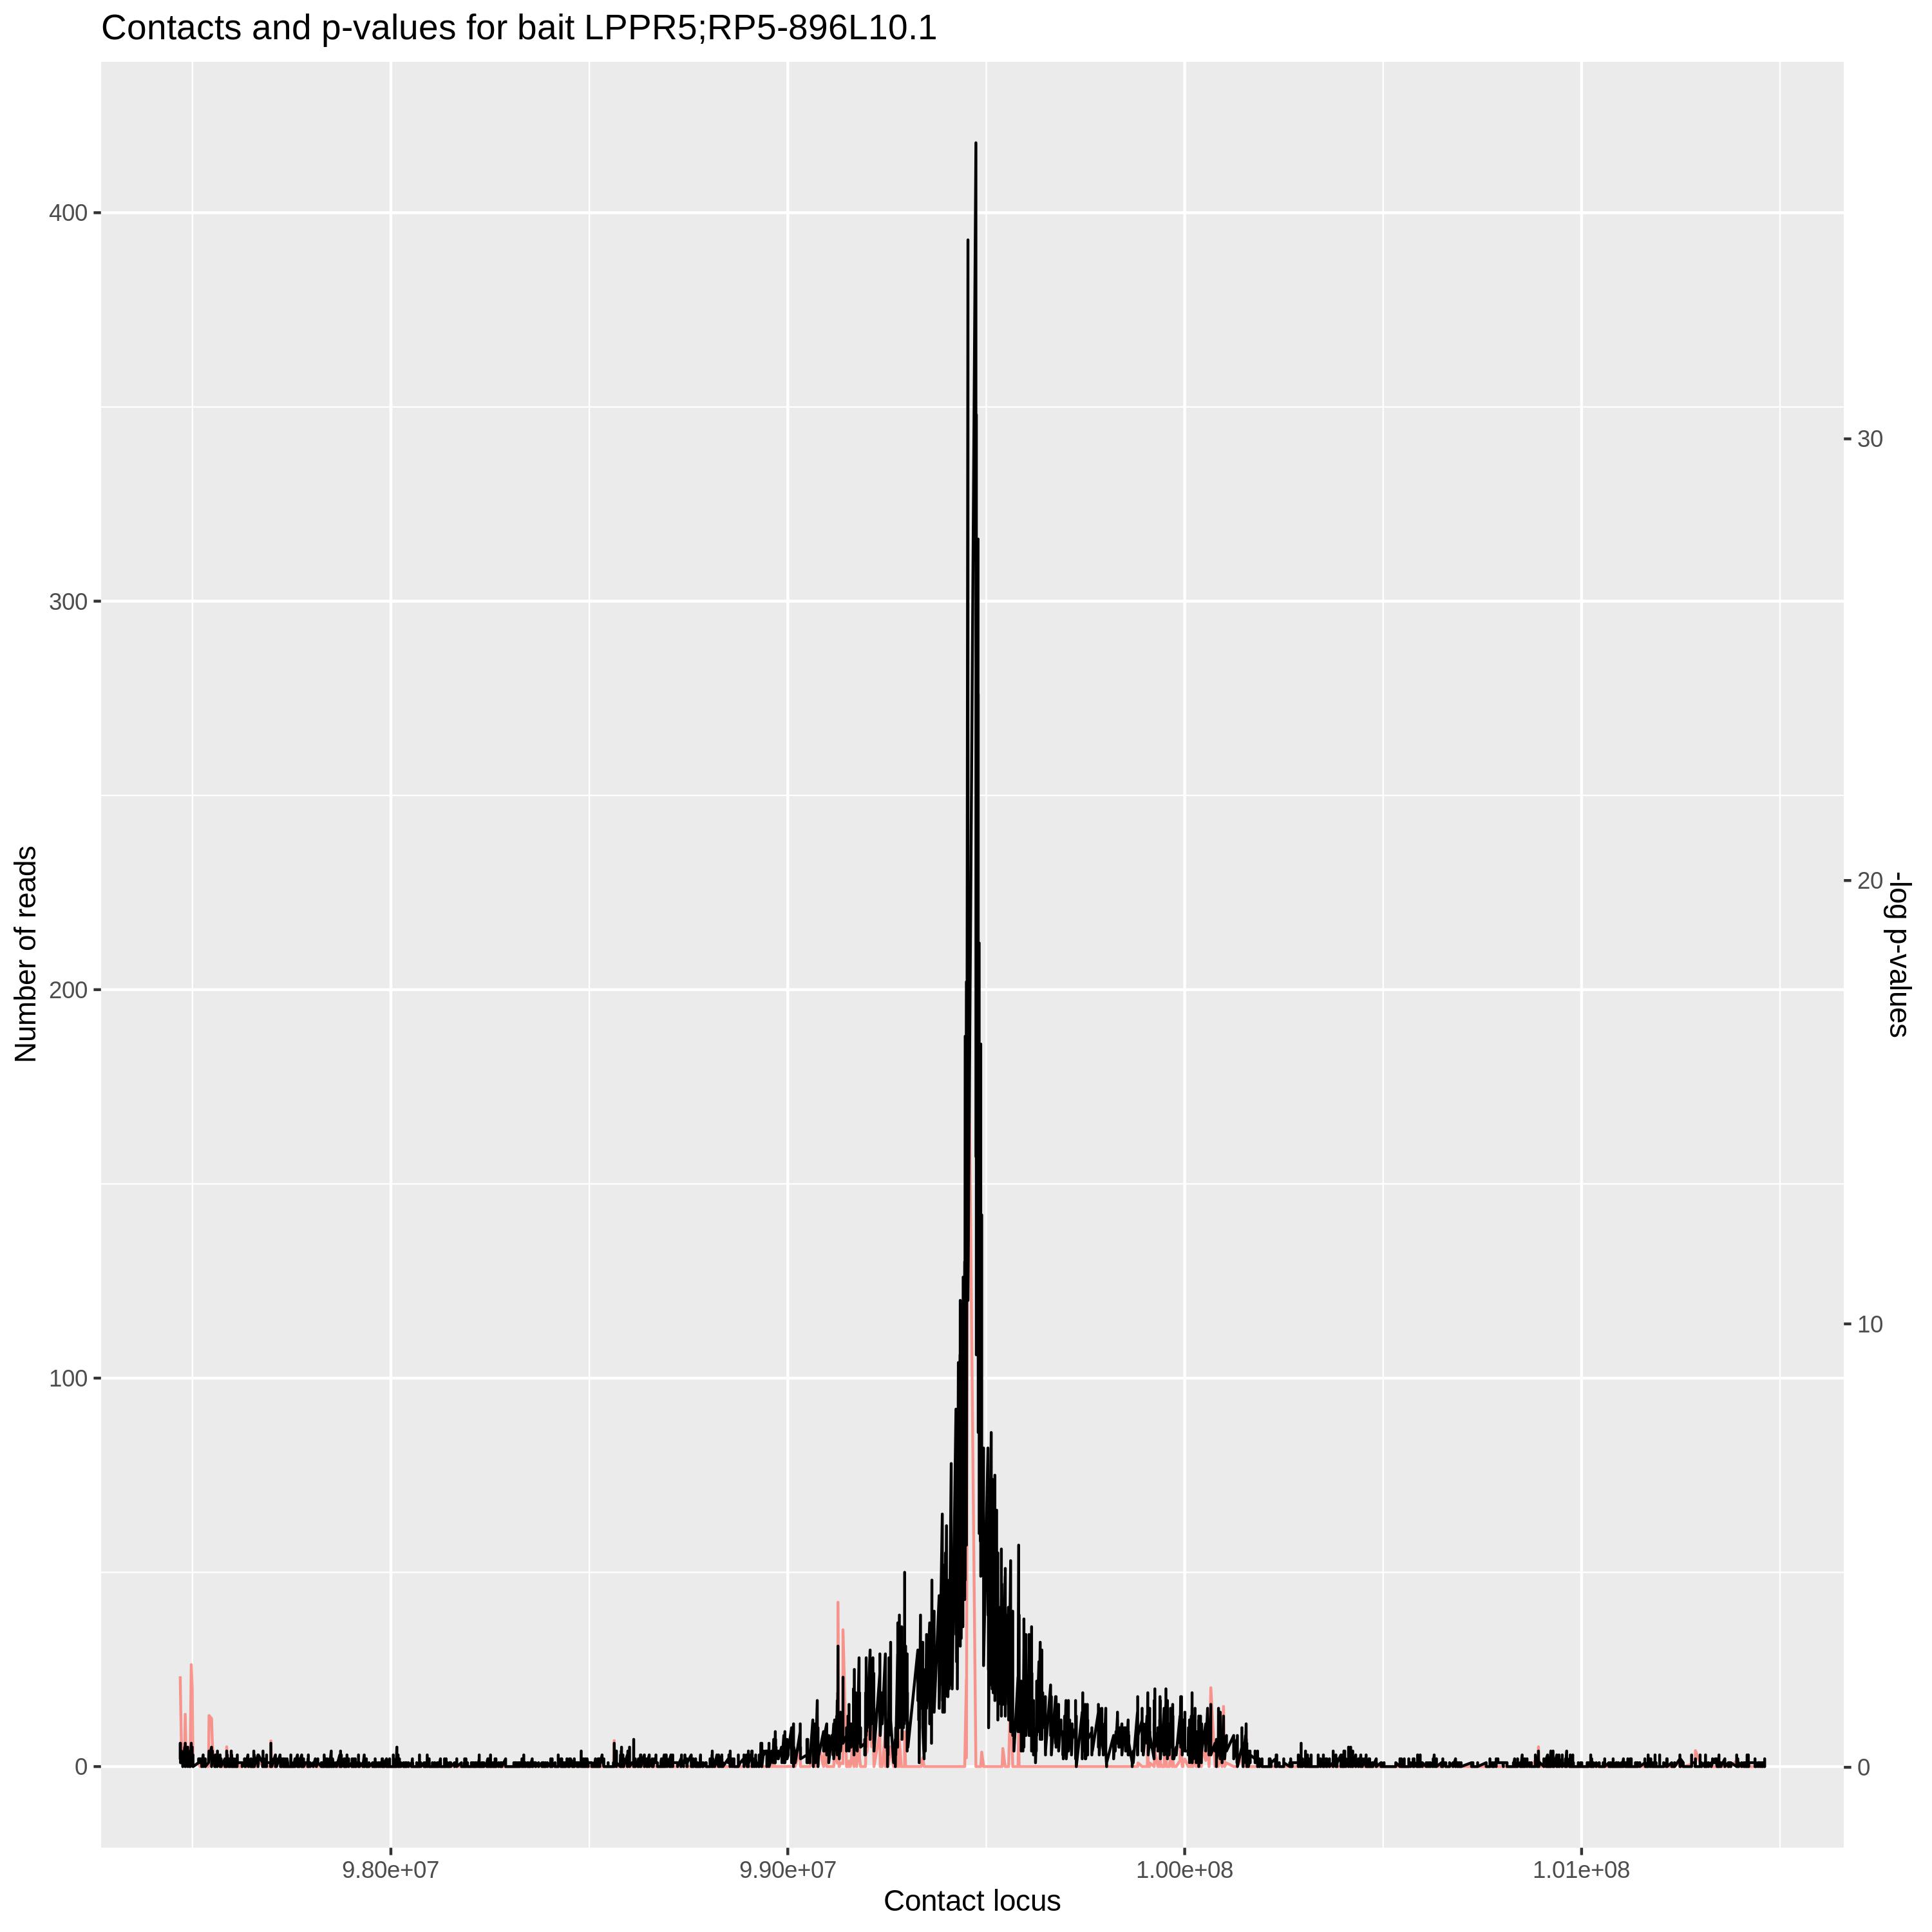 Contacts and p-values for bait LPPR5;RP5-896L10.1
400
300
200
100
0
Number of reads
30
20
10
0
-log p-values
9.80e+07
9.90e+07
1.00e+08
1.01e+08
Contact locus